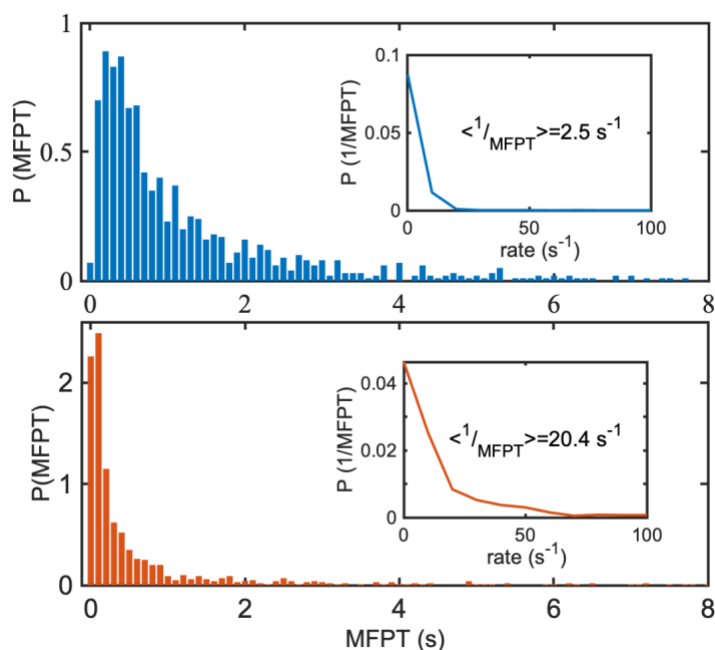 1
0.5
0
P (MFPT)
0.1
0.05
0
P (1/MFPT)
<1/MFPT>=2.5 s-1
0 50 100
rate (s-1)
0 2 4 6 8
2
1
0
P(MFPT)
0.04
0.02
0
P (1/MFPT)
<1/MFPT>=20.4 s-1
50 100
rate (s-1)
0 2 4 6 8
MFPT (s)